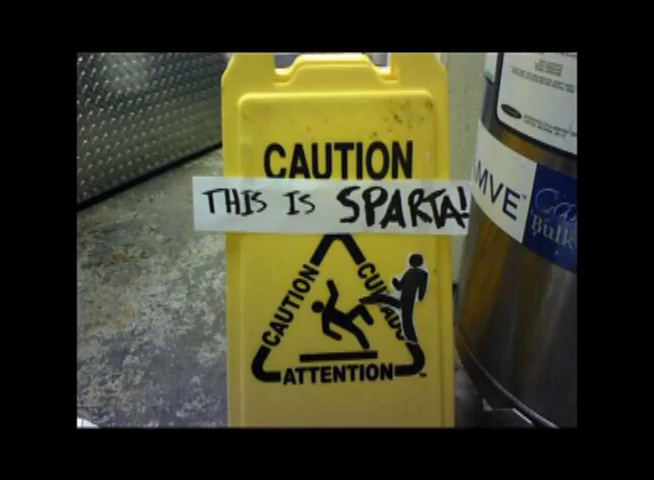 CAUTION
THIS IS SPARTA!
CAUTION
ATTENTION
MVE
Bulk